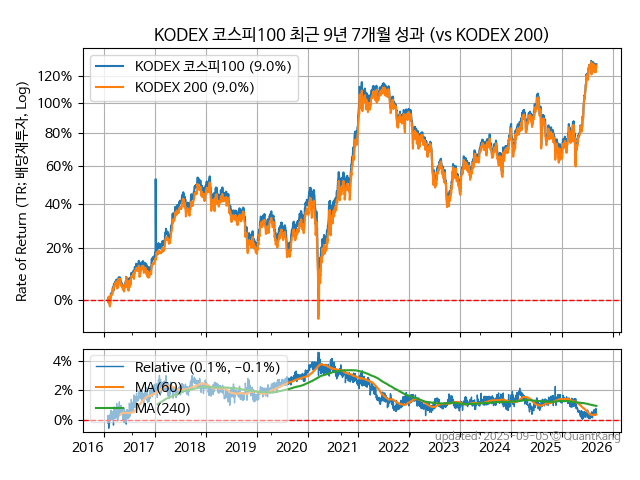 KODEX 코스피100 최근 9년 7개월 성과 (vs KODEX 200)
KODEX 코스피100 (9.0%)
KODEX 200 (9.0%)
Rate of Return (TR: 배당재투자, Log)
120%
100%
80%
60%
40%
20%
0%
Relative (0.1%, −0.1%)
MA(60)
MA(240)
4%
2%
0%
2016 2017 2018 2019 2020 2021 2022 2023 2024 2025 2026
updated: 2025-09-05 © QuantKang